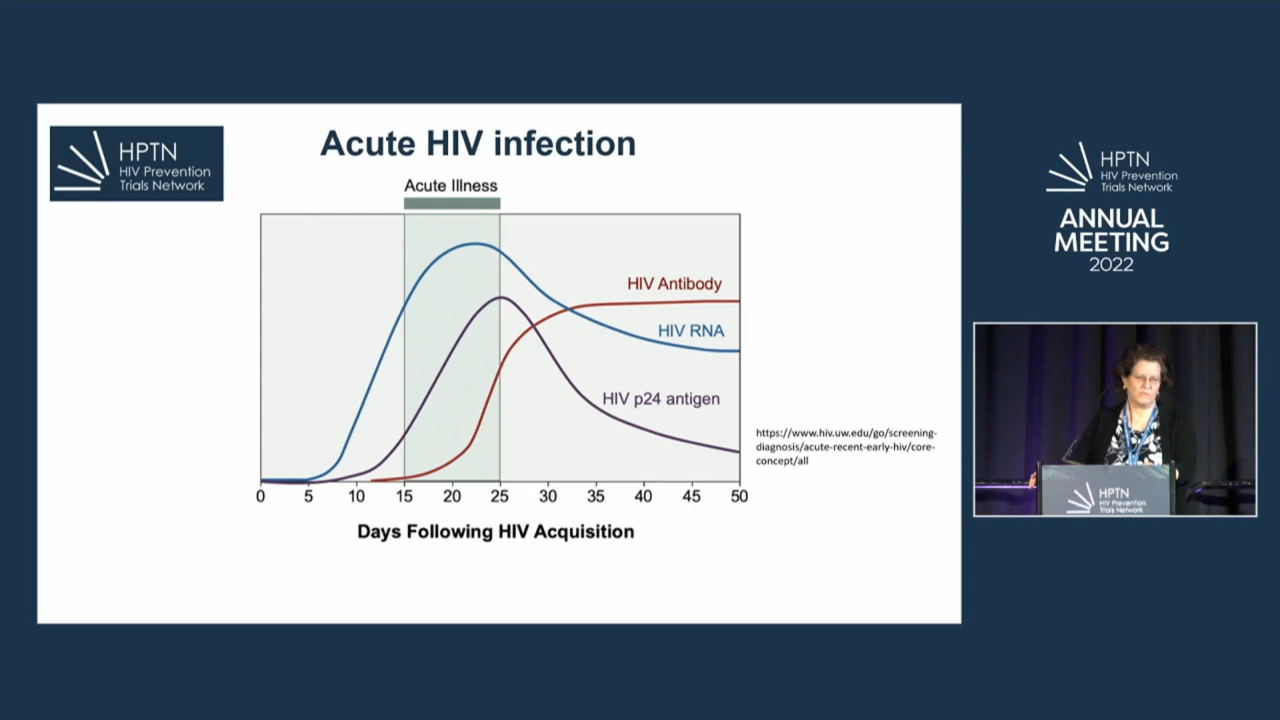 HPTN
HIV Prevention
Trials Network
Acute HIV infection
Acute Illness
HIV Antibody
HIV RNA
HIV p24 antigen
0 5 10 15 20 25 30 35 40 45 50
Days Following HIV Acquisition
https://www.hiv.uw.edu/go/screening-
diagnosis/acute-recent-early-hiv/core-
concept/all
HPTN
HIV Prevention
Trials Network
ANNUAL
MEETING
2022
HPTN
HIV Prevention
Trials Network